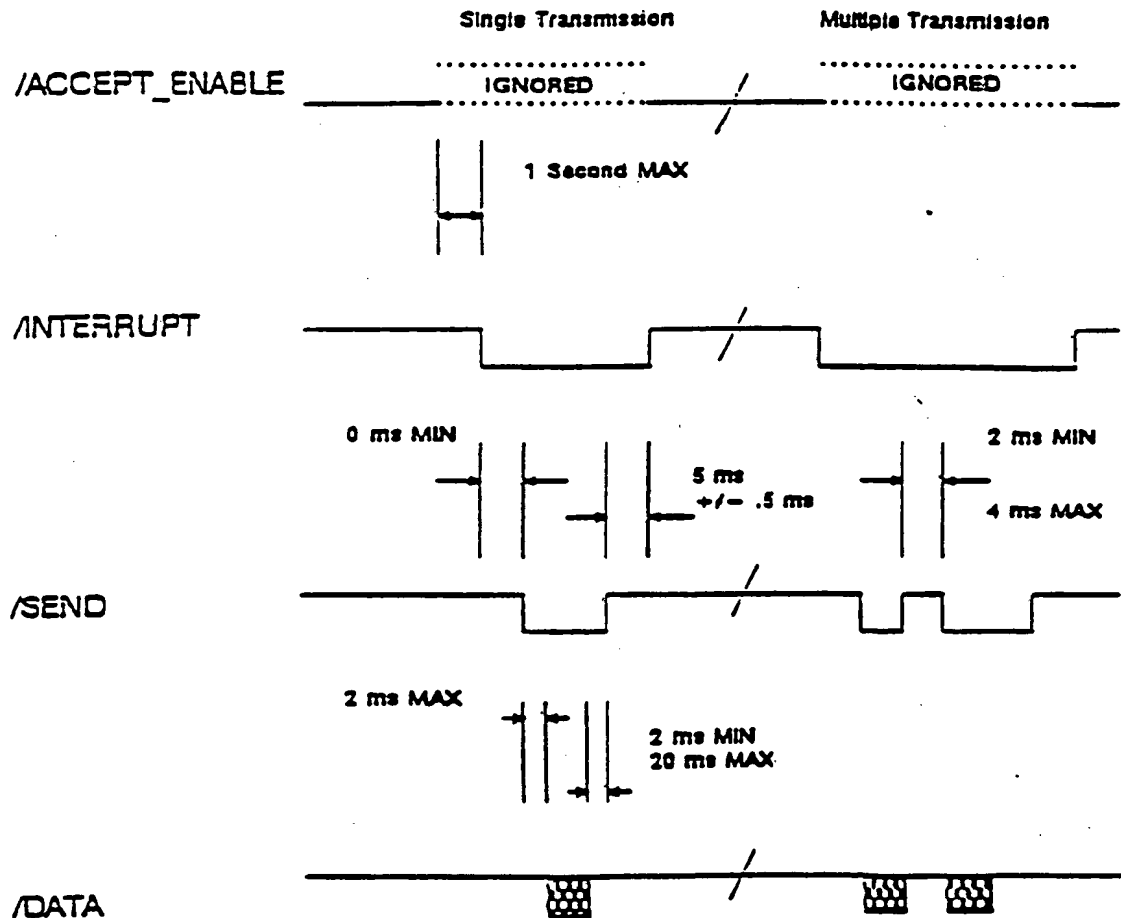 Single Transmission
Multiple Transmission
/ACCEPT_ENABLE
IGNORED
IGNORED
1 Second MAX
/INTERRUPT
0 ms MIN
5 ms
+/- .5 ms
2 ms MIN
4 ms MAX
/SEND
2 ms MAX
2 ms MIN
20 ms MAX
/DATA